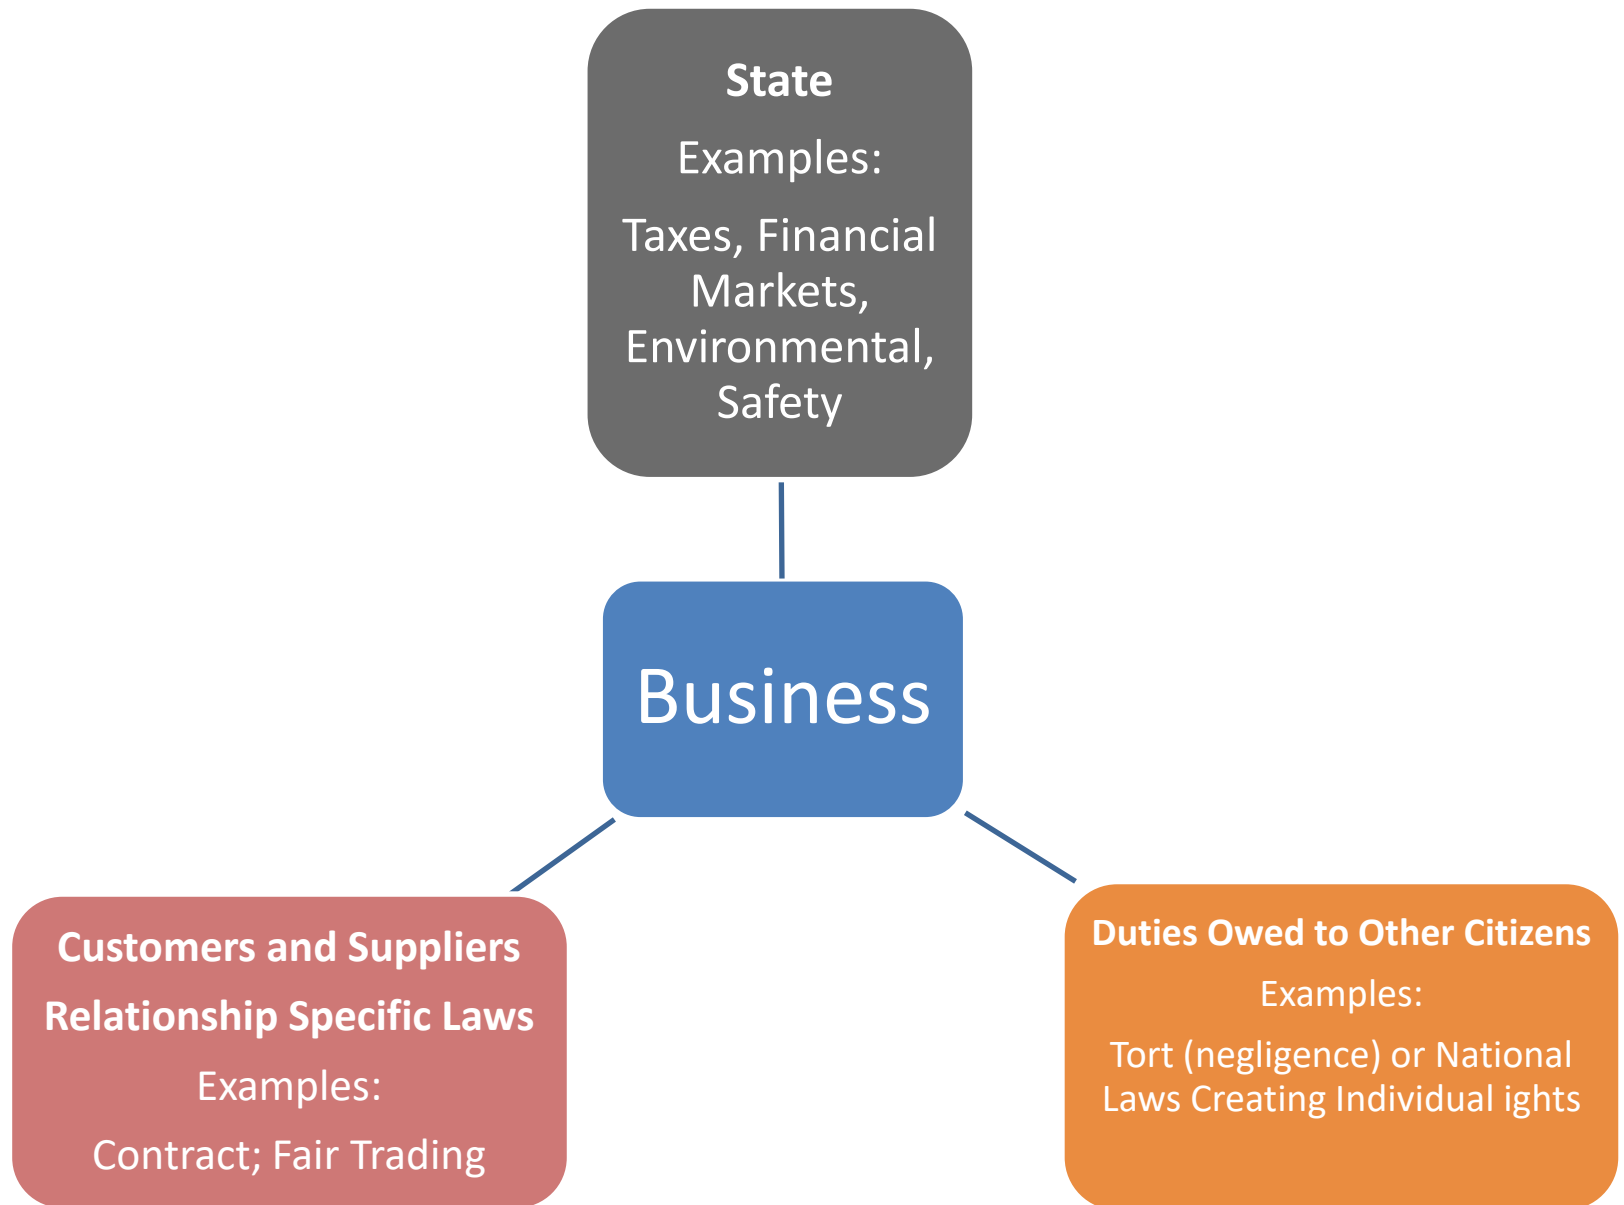 State
Examples:
Taxes, Financial
Markets,
Environmental,
Safety
Business
Customers and Suppliers
Relationship Specific Laws
Examples:
Contract; Fair Trading
Duties Owed to Other Citizens
Examples:
Tort (negligence) or National
Laws Creating Individual ights